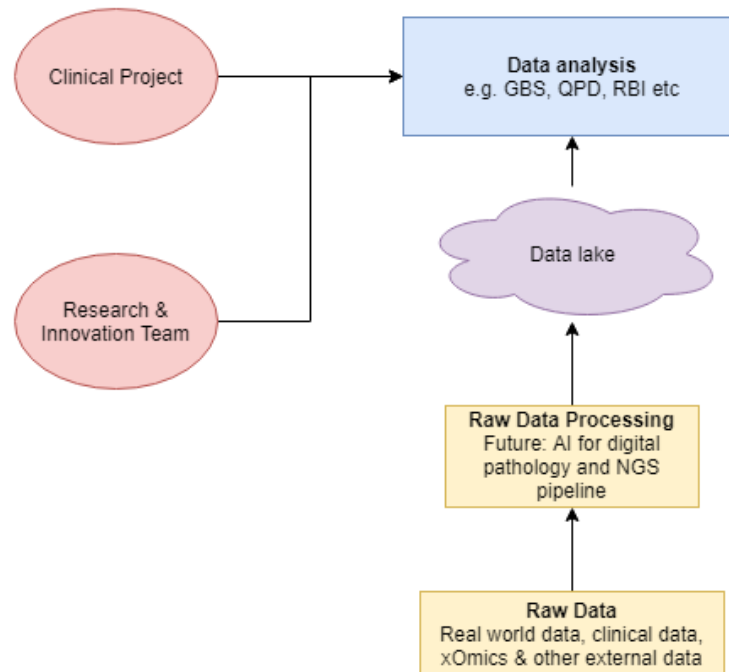 Clinical Project
Data analysis
e.g. GBS, QPD, RBI etc
Data lake
Research &
Innovation Team
Raw Data Processing
Future: AI for digital
pathology and NGS
pipeline
Raw Data
Real world data, clinical data,
xOmics & other external data